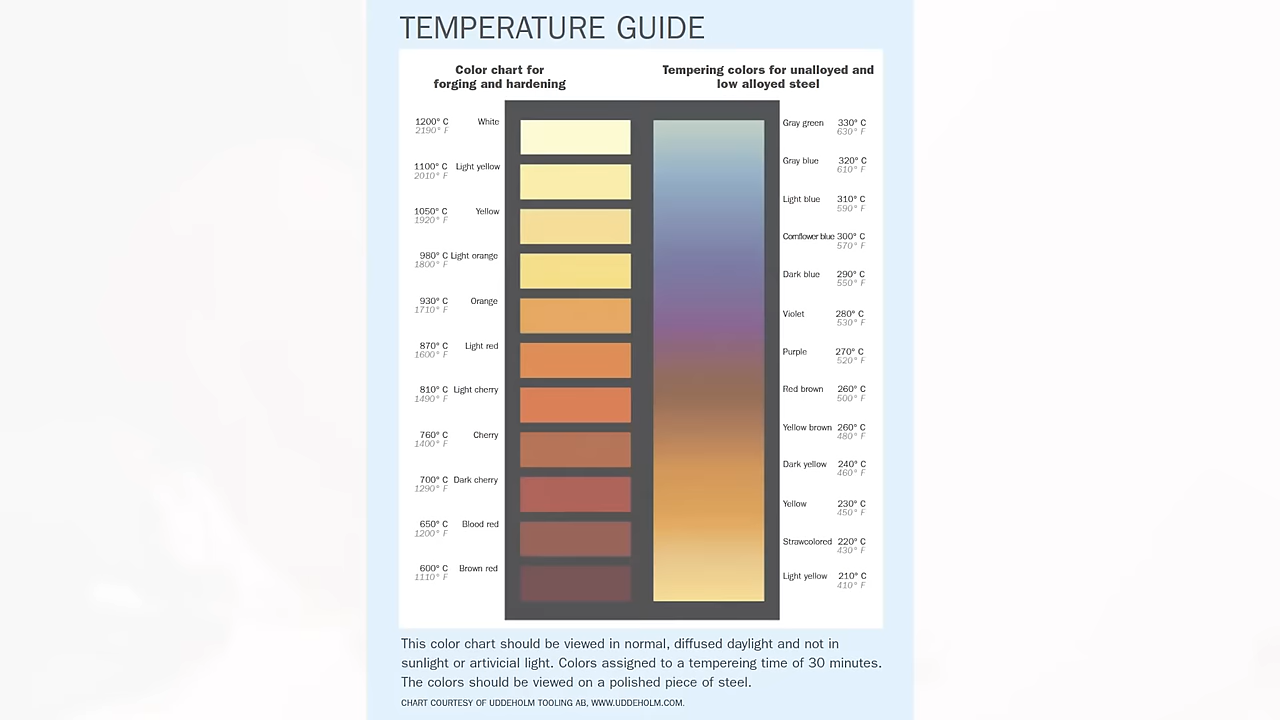 TEMPERATURE GUIDE
Color chart for
forging and hardening
1200° C White
2190° F
1100° C Light yellow
2010° F
1050° C Yellow
1920° F
980° C Light orange
1800° F
930° C Orange
1710° F
870° C Light red
1600° F
810° C Light cherry
1490° F
760° C Cherry
1400° F
700° C Dark cherry
1290° F
650° C Blood red
1200° F
600° C Brown red
1110° F
Tempering colors for unalloyed and
low alloyed steel
Gray green 330° C
630° F
Gray blue 320° C
610° F
Light blue 310° C
590° F
Cornflower blue 300° C
570° F
Dark blue 290° C
550° F
Violet 280° C
530° F
Purple 270° C
520° F
Red brown 260° C
500° F
Yellow brown 260° C
480° F
Dark yellow 240° C
460° F
Yellow 230° C
450° F
Strawcolored 220° C
430° F
Light yellow 210° C
410° F
This color chart should be viewed in normal, diffused daylight and not in
sunlight or artivicial light. Colors assigned to a tempereing time of 30 minutes.
The colors should be viewed on a polished piece of steel.
CHART COURTESY OF UDDEHOLM TOOLING AB, WWW.UDDEHOLM.COM.